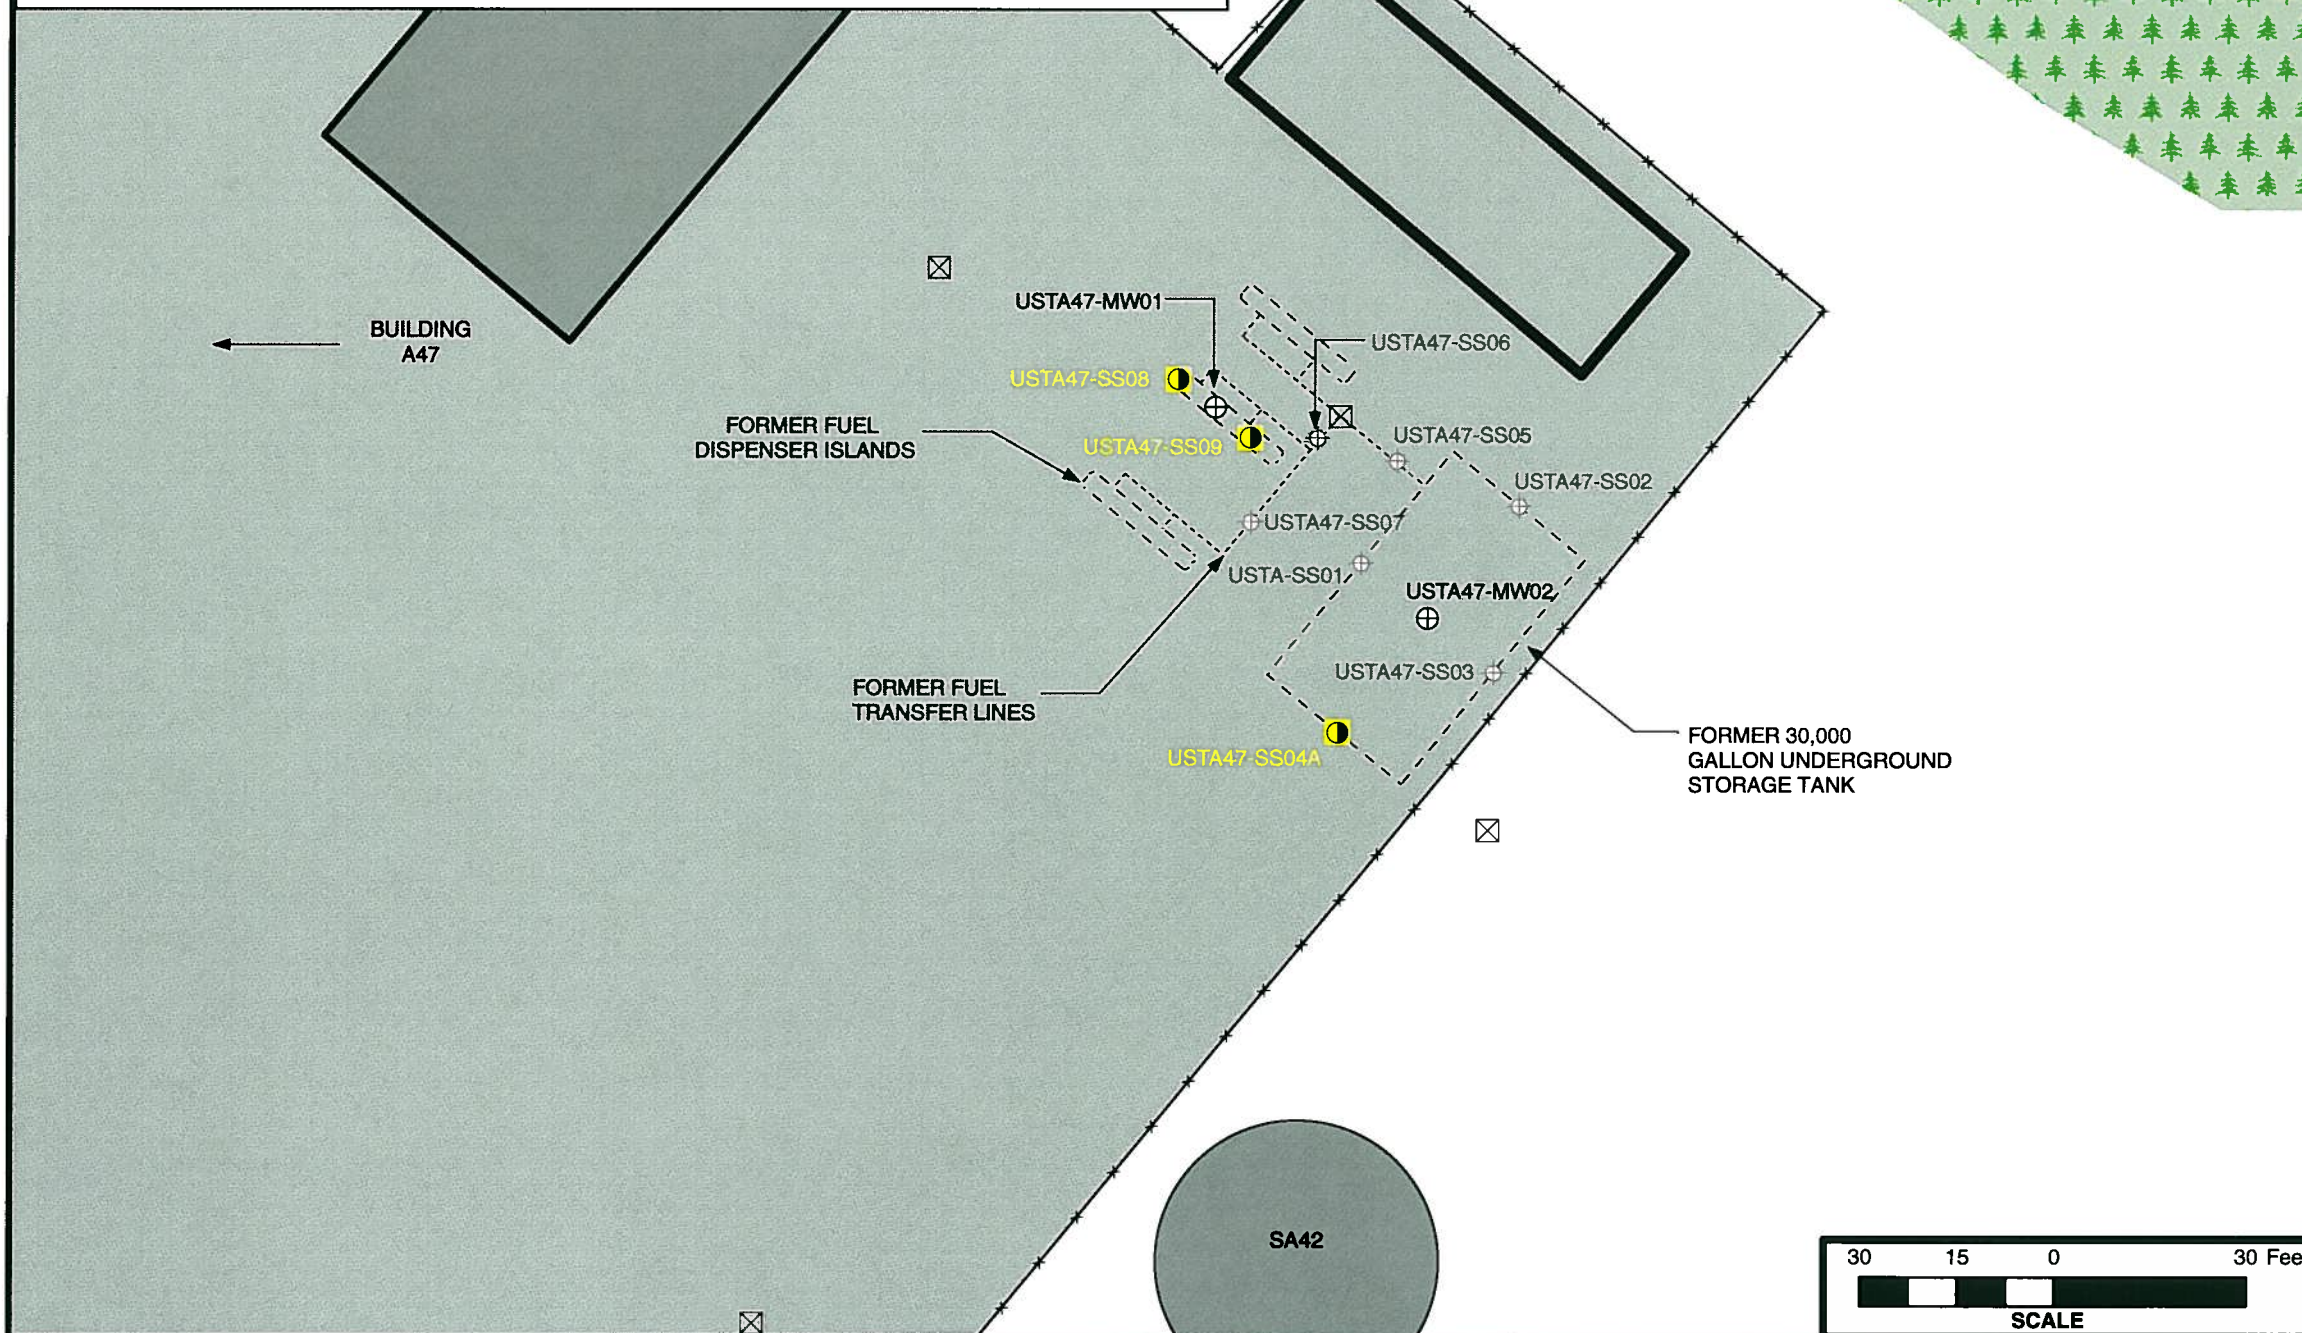 USTA47-MW01
BUILDING
A47
USTA47-SS06
USTA47-SS08
FORMER FUEL
DISPENSER ISLANDS
USTA47-SS09
USTA47-SS05
USTA47-SS02
USTA47-SS07
USTA-SS01
USTA47-MW02
USTA47-SS03
FORMER FUEL
TRANSFER LINES
FORMER 30,000
GALLON UNDERGROUND
STORAGE TANK
USTA47-SS04A
SA42
30 15 0 30 Fee
SCALE